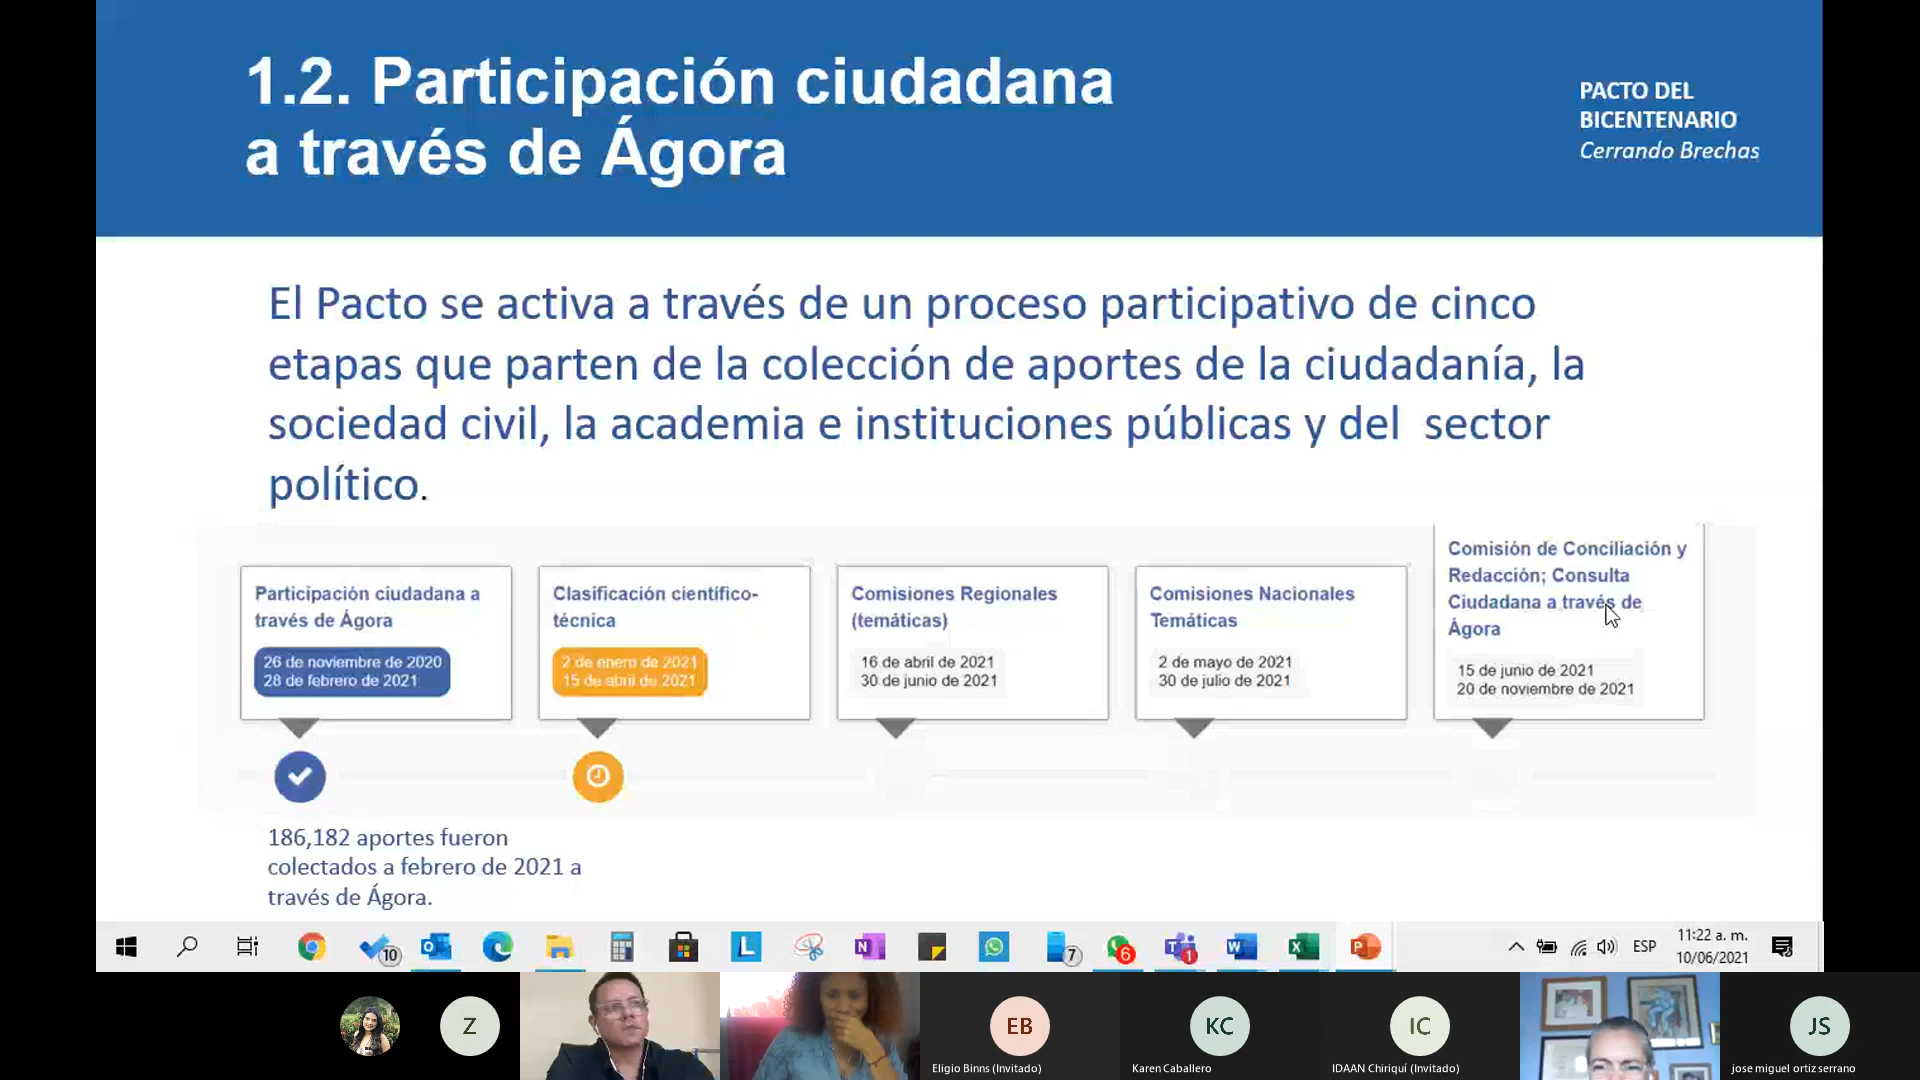 1.2. Participación ciudadana
a través de Ágora
PACTO DEL
BICENTENARIO
Cerrando Brechas
El Pacto se activa a través de un proceso participativo de cinco
etapas que parten de la colección de aportes de la ciudadanía, la
sociedad civil, la academia e instituciones públicas y del sector
político.
Participación ciudadana a
través de Ágora
26 de noviembre de 2020
28 de febrero de 2021
Clasificación científico-
técnica
2 de enero de 2021
15 de abril de 2021
Comisiones Regionales
(temáticas)
16 de abril de 2021
30 de junio de 2021
Comisiones Nacionales
Temáticas
2 de mayo de 2021
30 de julio de 2021
Comisión de Conciliación y
Redacción; Consulta
Ciudadana a través de
Ágora
15 de junio de 2021
20 de noviembre de 2021
186,182 aportes fueron
colectados a febrero de 2021 a
través de Ágora.
10
L
N
7
6
1
ESP
11:22 a. m.
10/06/2021
Z
EB
KC
IC
JS
Eligio Binns (Invitado)
Karen Caballero
IDAAN Chiriquí (Invitado)
jose miguel ortiz serrano